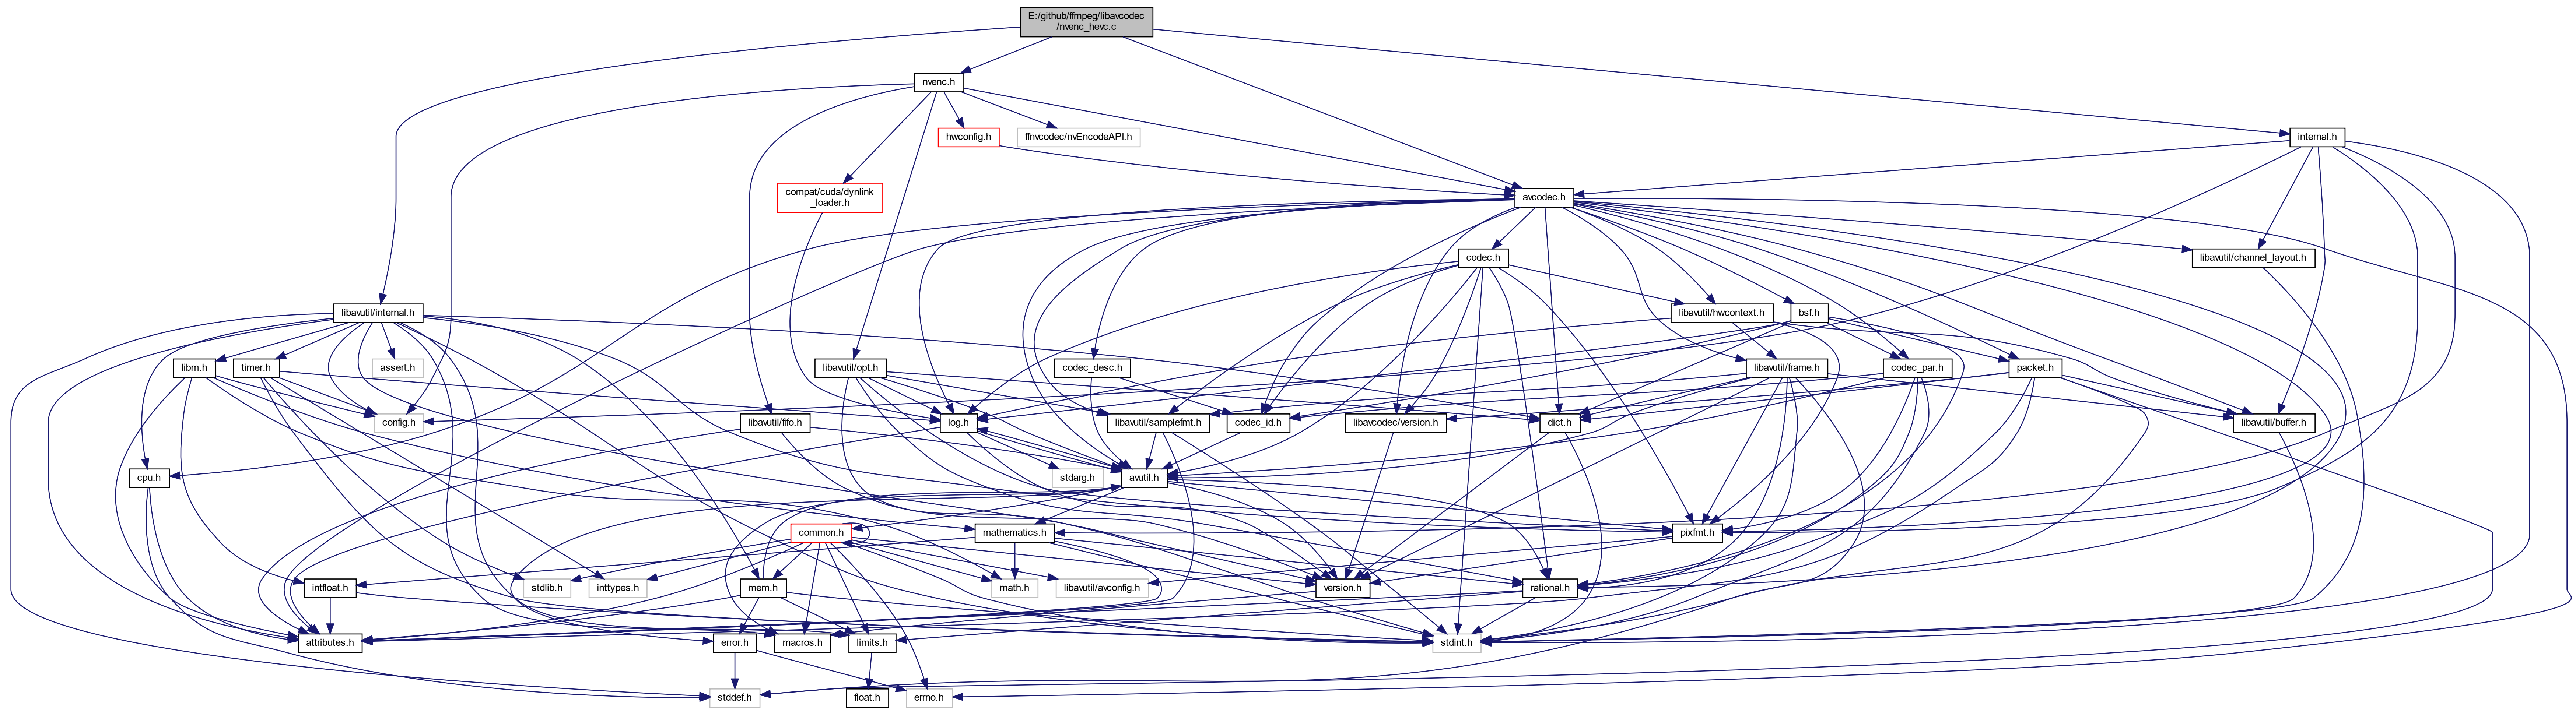 E:/github/ffmpeg/libavcodec
/nvenc_hevc.c
nvenc.h
hwconfig.h
ffnvcodec/nvEncodeAPI.h
internal.h
compat/cuda/dynlink
_loader.h
avcodec.h
codec.h
libavutil/channel_layout.h
libavutil/internal.h
libavutil/hwcontext.h
bsf.h
libm.h
timer.h
assert.h
libavutil/opt.h
codec_desc.h
libavutil/frame.h
codec_par.h
packet.h
config.h
libavutil/fifo.h
log.h
libavutil/samplefmt.h
codec_id.h
libavcodec/version.h
dict.h
libavutil/buffer.h
cpu.h
stdarg.h
avutil.h
common.h
mathematics.h
pixfmt.h
intfloat.h
stdlib.h
inttypes.h
mem.h
math.h
libavutil/avconfig.h
version.h
rational.h
attributes.h
error.h
macros.h
limits.h
stdint.h
stddef.h
float.h
errno.h